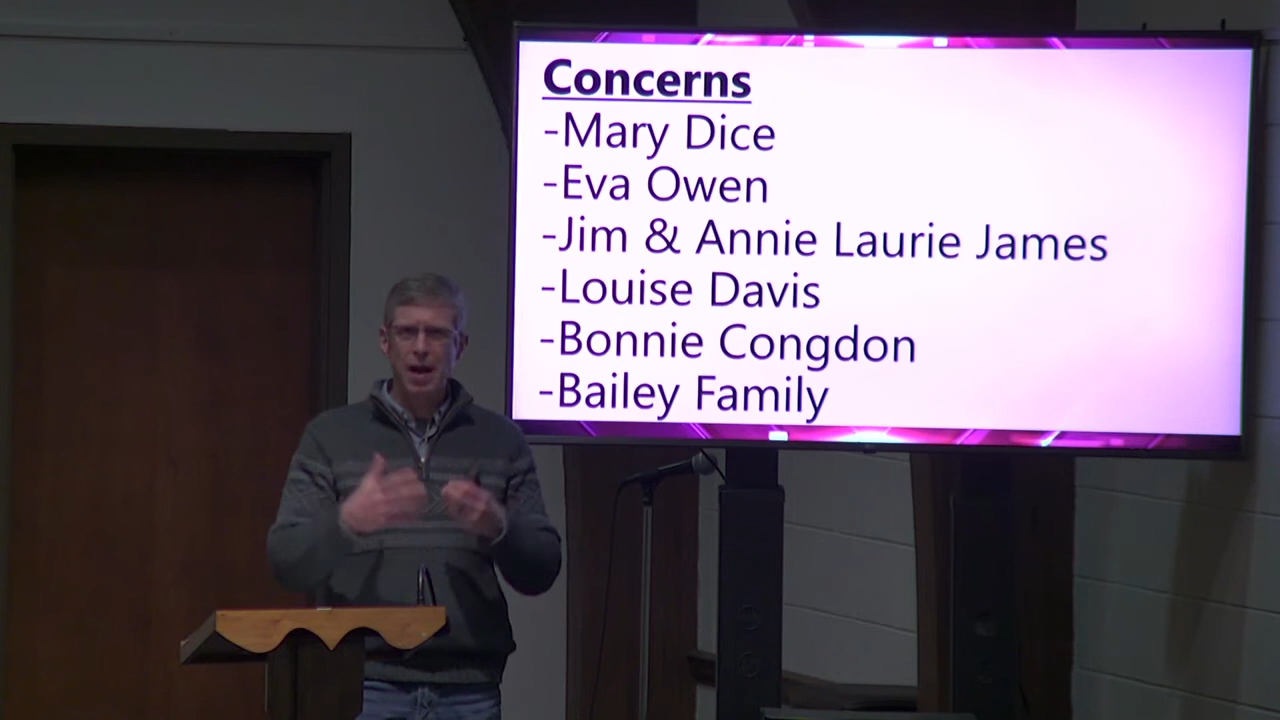 Concerns
-Mary Dice
-Eva Owen
-Jim & Annie Laurie James
-Louise Davis
-Bonnie Congdon
-Bailey Family